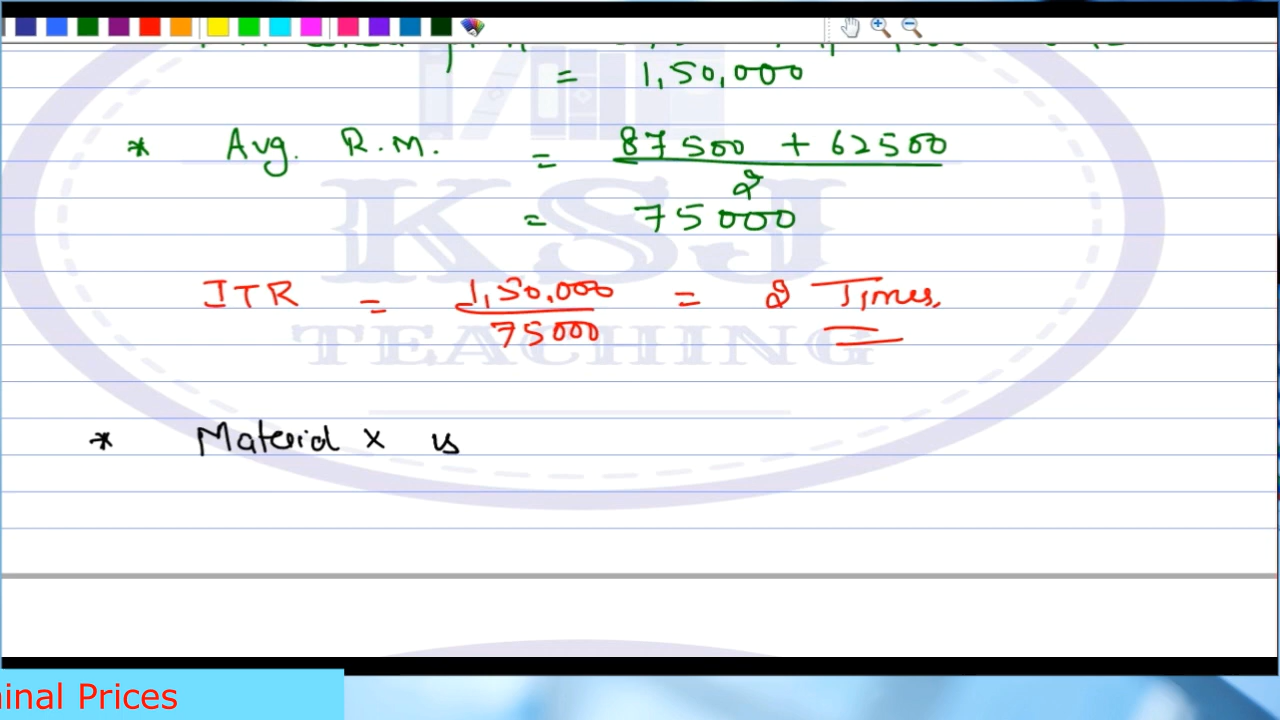 = 1,50,000
* Avg. R.M. = 87500 + 62500
2
= 75000
ITR = 1,50,000 = 2 Times.
75000
KSJ
TEACHING
* Material x is
inal Prices